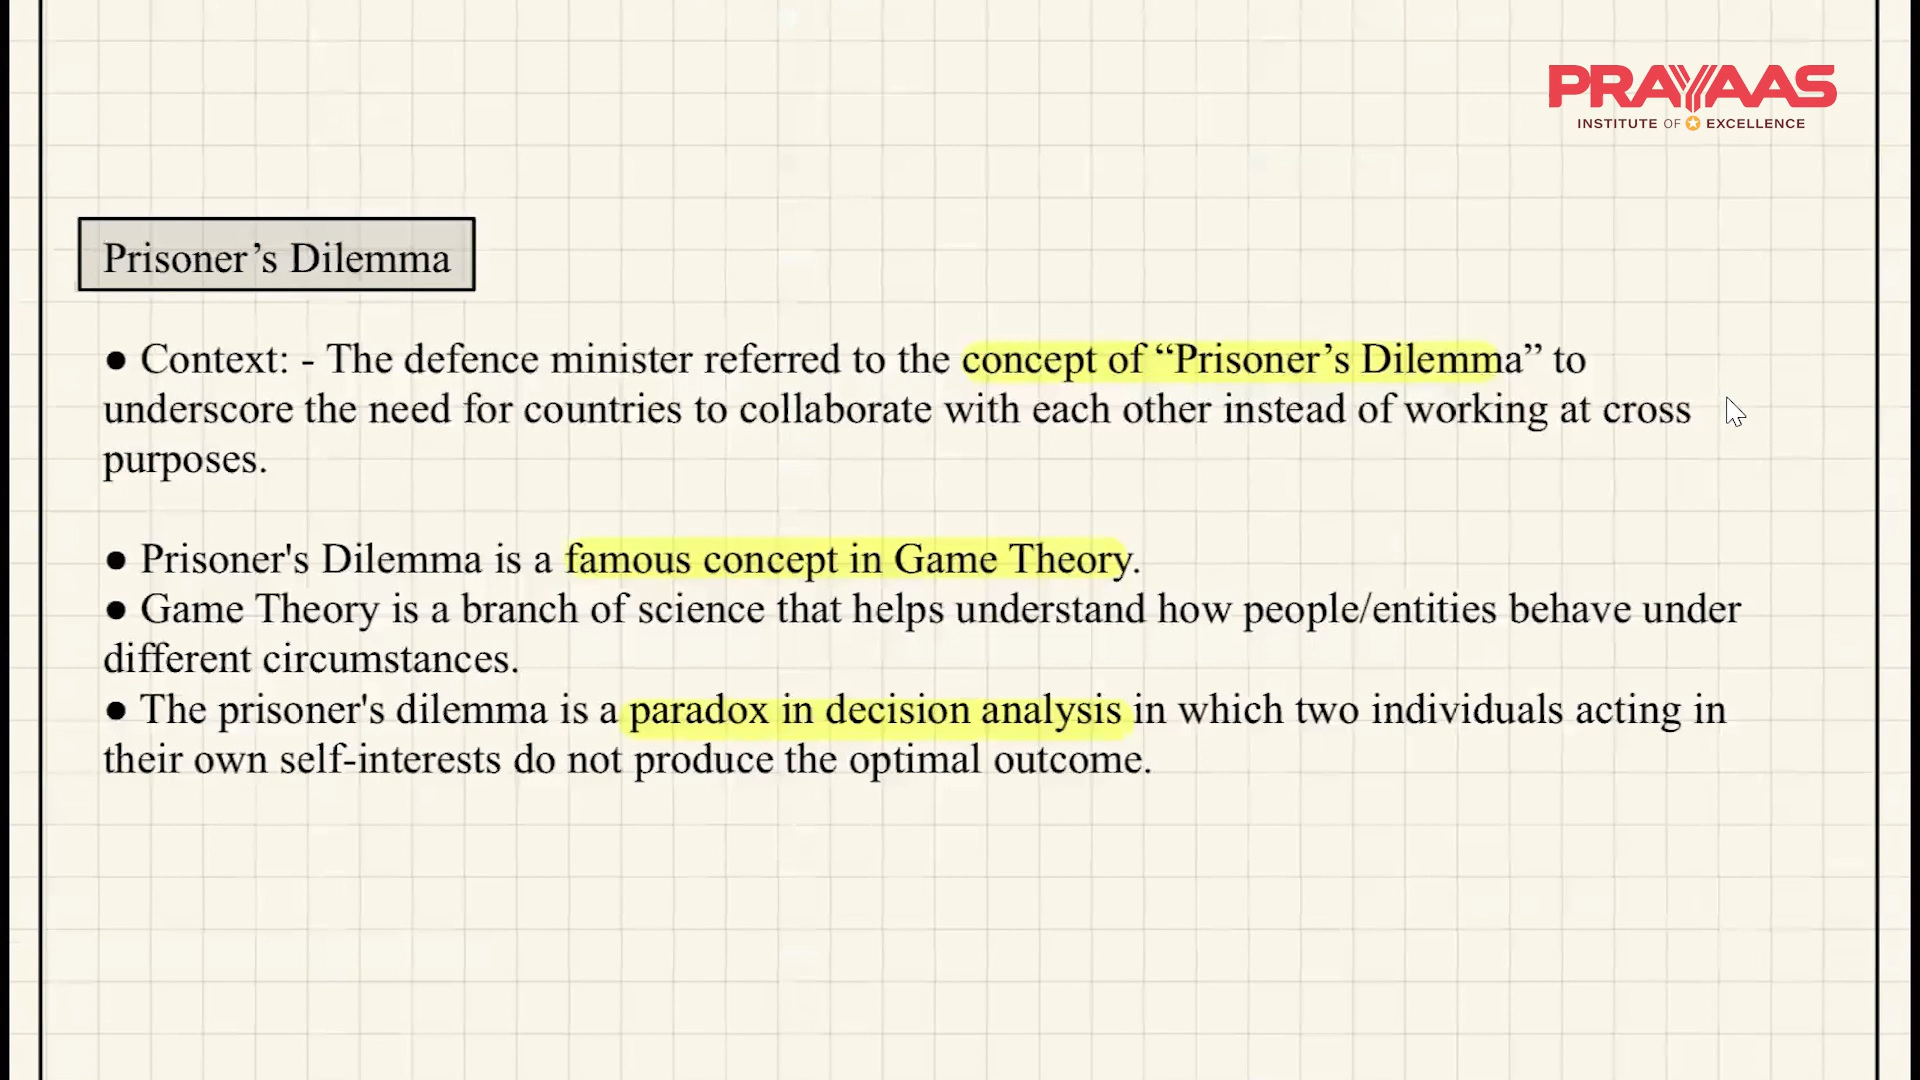 PRAYAAS
INSTITUTE OF EXCELLENCE
Prisoner’s Dilemma
● Context: - The defence minister referred to the concept of “Prisoner’s Dilemma” to
underscore the need for countries to collaborate with each other instead of working at cross
purposes.
● Prisoner's Dilemma is a famous concept in Game Theory.
● Game Theory is a branch of science that helps understand how people/entities behave under
different circumstances.
● The prisoner's dilemma is a paradox in decision analysis in which two individuals acting in
their own self-interests do not produce the optimal outcome.